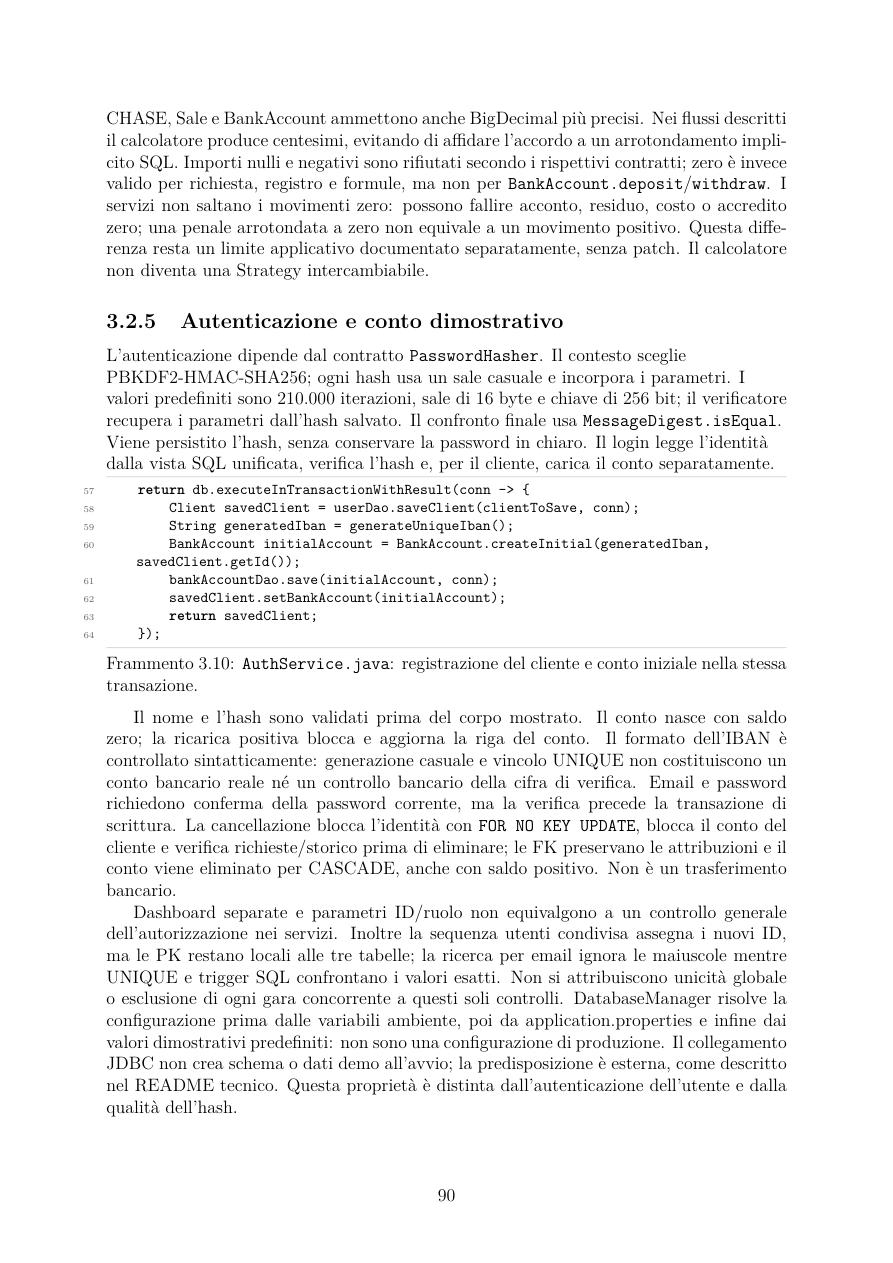 CHASE, Sale e BankAccount ammettono anche BigDecimal più precisi. Nei flussi descritti
il calcolatore produce centesimi, evitando di affidare l'accordo a un arrotondamento impli-
cito SQL. Importi nulli e negativi sono rifiutati secondo i rispettivi contratti; zero è invece
valido per richiesta, registro e formule, ma non per BankAccount.deposit/withdraw. I
servizi non saltano i movimenti zero: possono fallire acconto, residuo, costo o accredito
zero; una penale arrotondata a zero non equivale a un movimento positivo. Questa diffe-
renza resta un limite applicativo documentato separatamente, senza patch. Il calcolatore
non diventa una Strategy intercambiabile.
3.2.5 Autenticazione e conto dimostrativo
L'autenticazione dipende dal contratto PasswordHasher. Il contesto sceglie
PBKDF2-HMAC-SHA256; ogni hash usa un sale casuale e incorpora i parametri. I
valori predefiniti sono 210.000 iterazioni, sale di 16 byte e chiave di 256 bit; il verificatore
recupera i parametri dall'hash salvato. Il confronto finale usa MessageDigest.isEqual.
Viene persistito l'hash, senza conservare la password in chiaro. Il login legge l'identità
dalla vista SQL unificata, verifica l'hash e, per il cliente, carica il conto separatamente.
57 return db.executeInTransactionWithResult(conn -> {
58 Client savedClient = userDao.saveClient(clientToSave, conn);
59 String generatedIban = generateUniqueIban();
60 BankAccount initialAccount = BankAccount.createInitial(generatedIban,
savedClient.getId());
61 bankAccountDao.save(initialAccount, conn);
62 savedClient.setBankAccount(initialAccount);
63 return savedClient;
64 });
Frammento 3.10: AuthService.java: registrazione del cliente e conto iniziale nella stessa
transazione.
Il nome e l'hash sono validati prima del corpo mostrato. Il conto nasce con saldo
zero; la ricarica positiva blocca e aggiorna la riga del conto. Il formato dell'IBAN è
controllato sintatticamente: generazione casuale e vincolo UNIQUE non costituiscono un
conto bancario reale né un controllo bancario della cifra di verifica. Email e password
richiedono conferma della password corrente, ma la verifica precede la transazione di
scrittura. La cancellazione blocca l'identità con FOR NO KEY UPDATE, blocca il conto del
cliente e verifica richieste/storico prima di eliminare; le FK preservano le attribuzioni e il
conto viene eliminato per CASCADE, anche con saldo positivo. Non è un trasferimento
bancario.
Dashboard separate e parametri ID/ruolo non equivalgono a un controllo generale
dell'autorizzazione nei servizi. Inoltre la sequenza utenti condivisa assegna i nuovi ID,
ma le PK restano locali alle tre tabelle; la ricerca per email ignora le maiuscole mentre
UNIQUE e trigger SQL confrontano i valori esatti. Non si attribuiscono unicità globale
o esclusione di ogni gara concorrente a questi soli controlli. DatabaseManager risolve la
configurazione prima dalle variabili ambiente, poi da application.properties e infine dai
valori dimostrativi predefiniti: non sono una configurazione di produzione. Il collegamento
JDBC non crea schema o dati demo all'avvio; la predisposizione è esterna, come descritto
nel README tecnico. Questa proprietà è distinta dall'autenticazione dell'utente e dalla
qualità dell'hash.
90